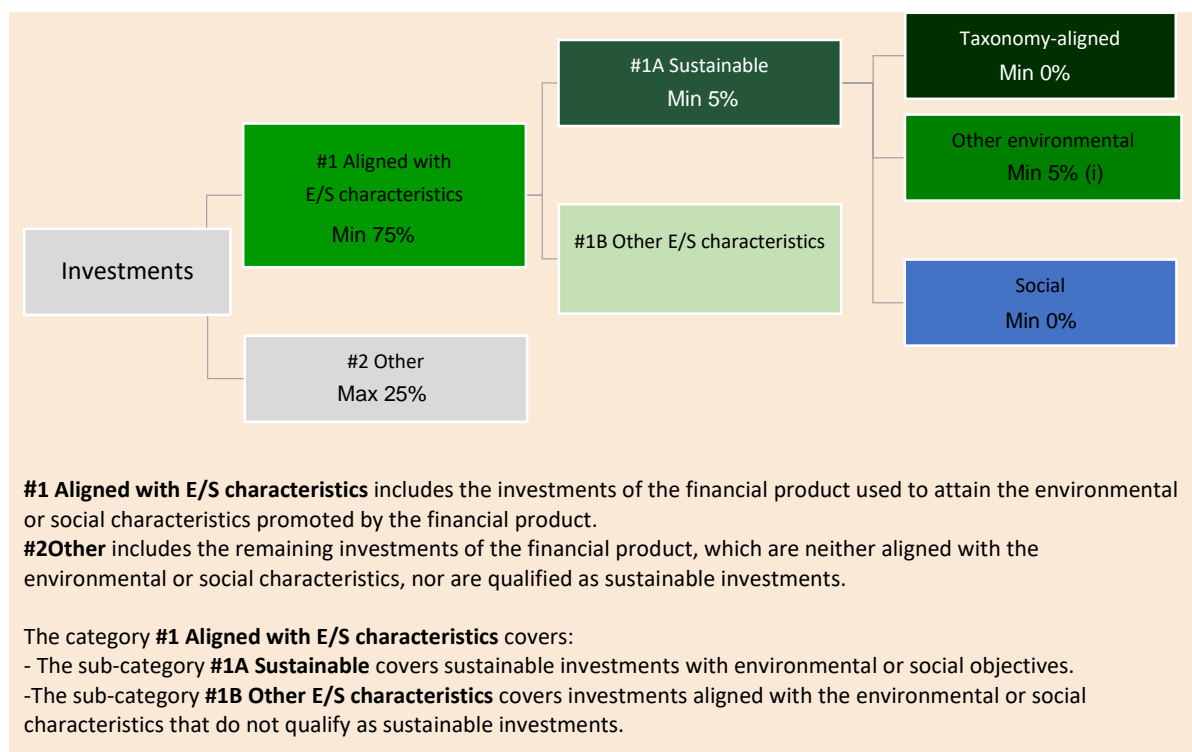 Taxonomy-aligned
Min 0%
#1A Sustainable
Min 5%
Other environmental
Min 5% (i)
#1 Aligned with
E/S characteristics
Min 75%
#1B Other E/S characteristics
Investments
Social
Min 0%
#2 Other
Max 25%
#1 Aligned with E/S characteristics includes the investments of the financial product used to attain the environmental
or social characteristics promoted by the financial product.
#2Other includes the remaining investments of the financial product, which are neither aligned with the
environmental or social characteristics, nor are qualified as sustainable investments.
The category #1 Aligned with E/S characteristics covers:
- The sub-category #1A Sustainable covers sustainable investments with environmental or social objectives.
-The sub-category #1B Other E/S characteristics covers investments aligned with the environmental or social
characteristics that do not qualify as sustainable investments.